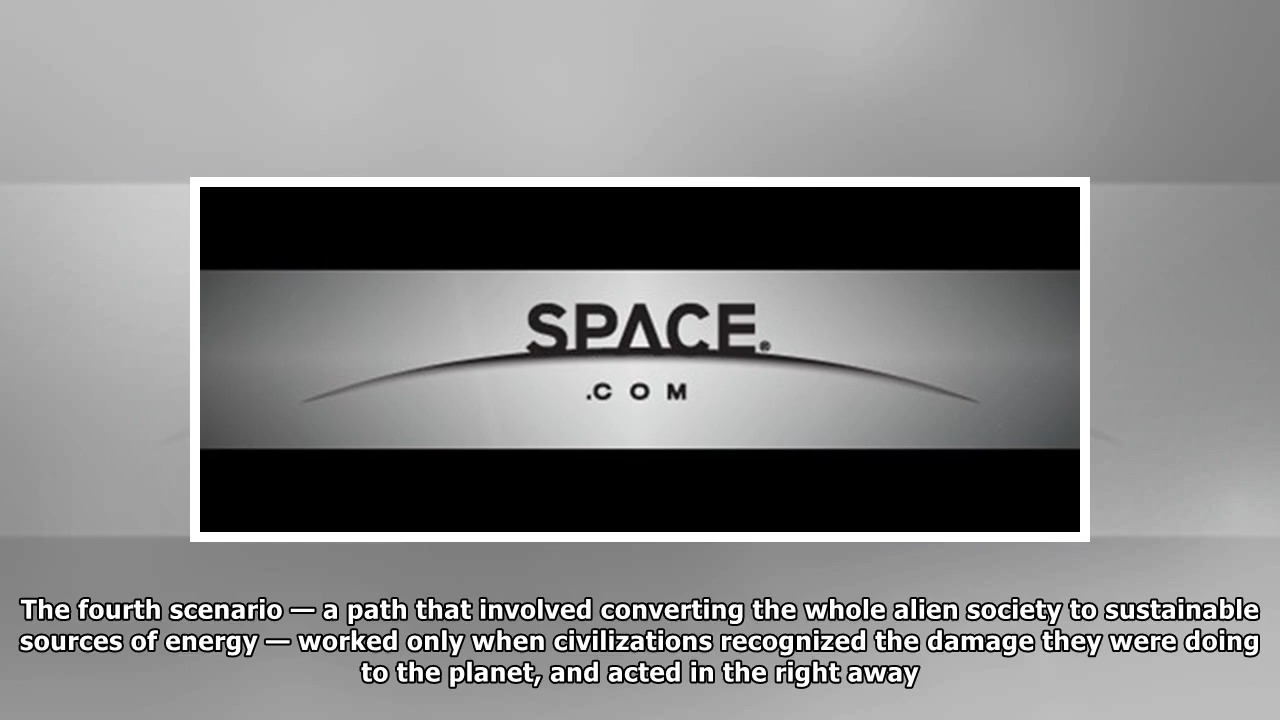 SPACE®
.COM
The fourth scenario — a path that involved converting the whole alien society to sustainable
sources of energy — worked only when civilizations recognized the damage they were doing
to the planet, and acted in the right away